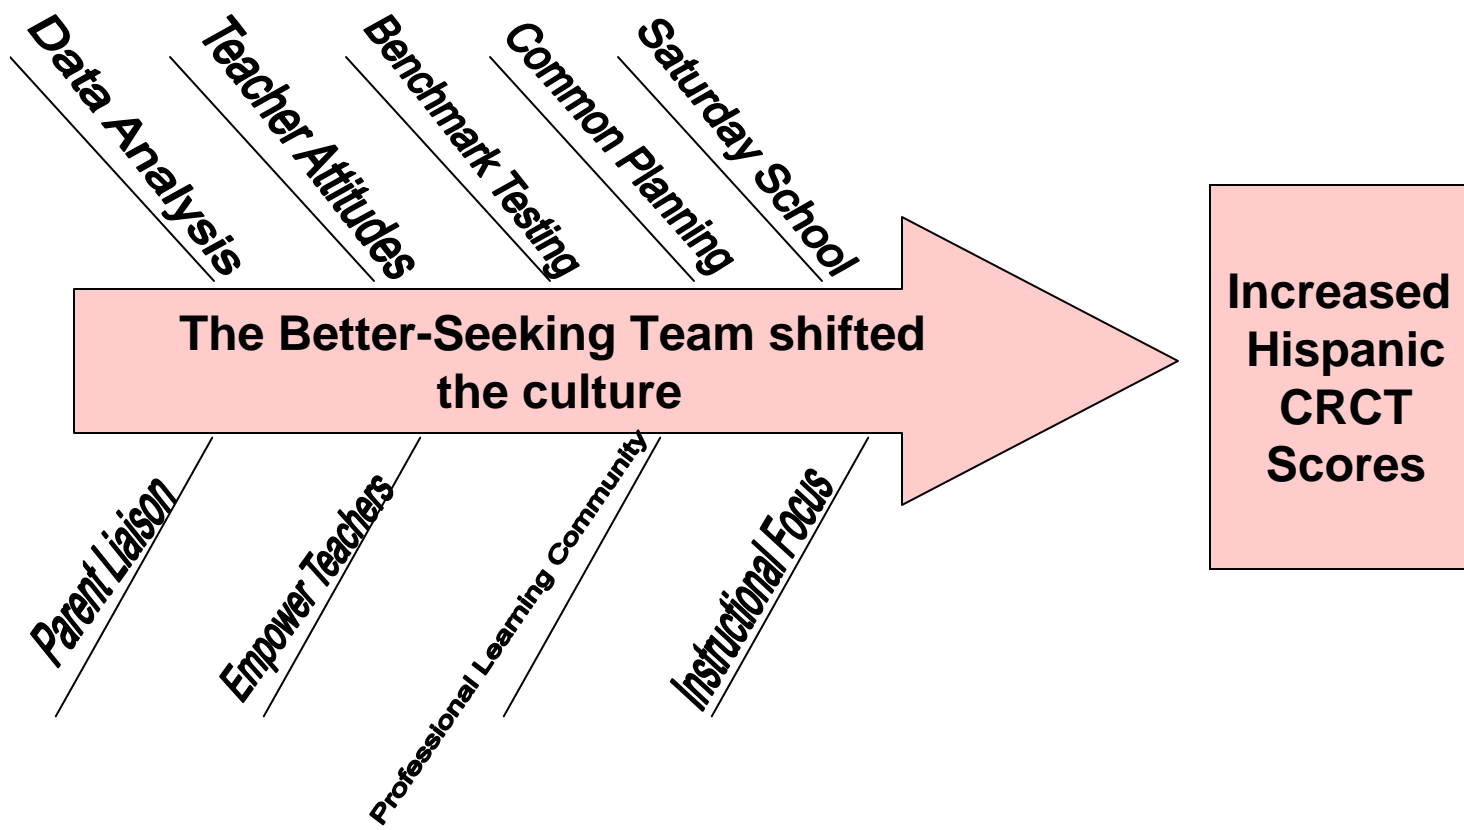 Data Analysis
Teacher Attitudes
Benchmark Testing
Common Planning
Saturday School
The Better-Seeking Team shifted
the culture
Increased
Hispanic
CRCT
Scores
Parent Liaison
Empower Teachers
Professional Learning Community
Instructional Focus